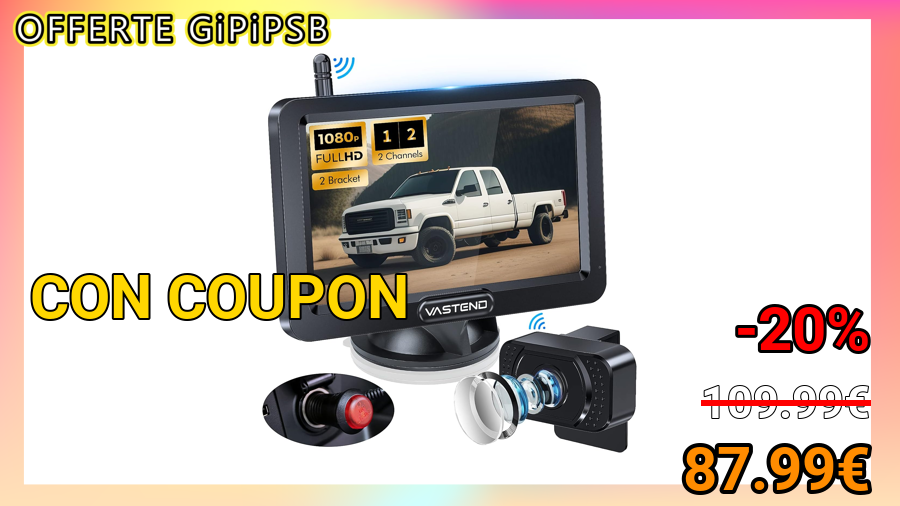 OFFERTE GiPiPSB
1080P
FULLHD
1 2
2 Channels
2 Bracket
CON COUPON
VASTEND
-20%
109.99€
87.99€